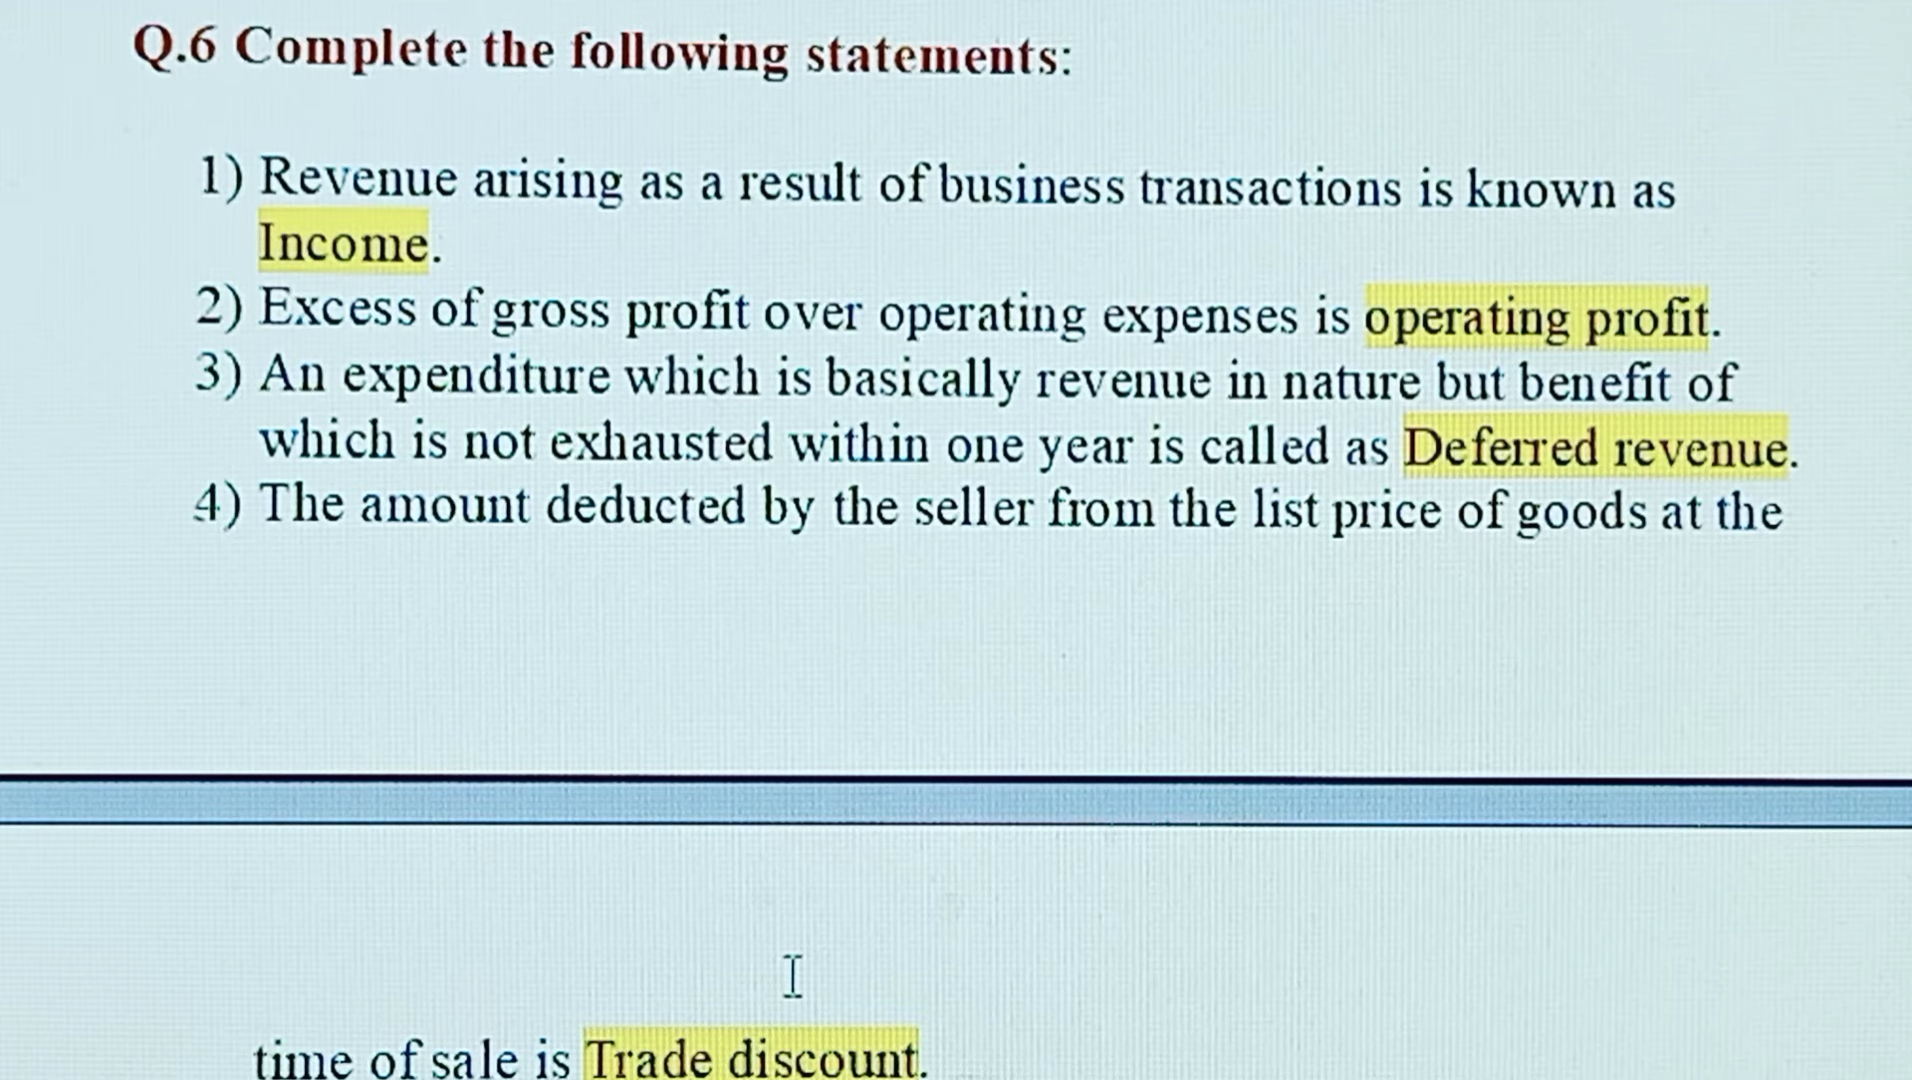 Q.6 Complete the following statements:
1) Revenue arising as a result of business transactions is known as
Income.
2) Excess of gross profit over operating expenses is operating profit.
3) An expenditure which is basically revenue in nature but benefit of
which is not exhausted within one year is called as Deferred revenue.
4) The amount deducted by the seller from the list price of goods at the
time of sale is Trade discount.